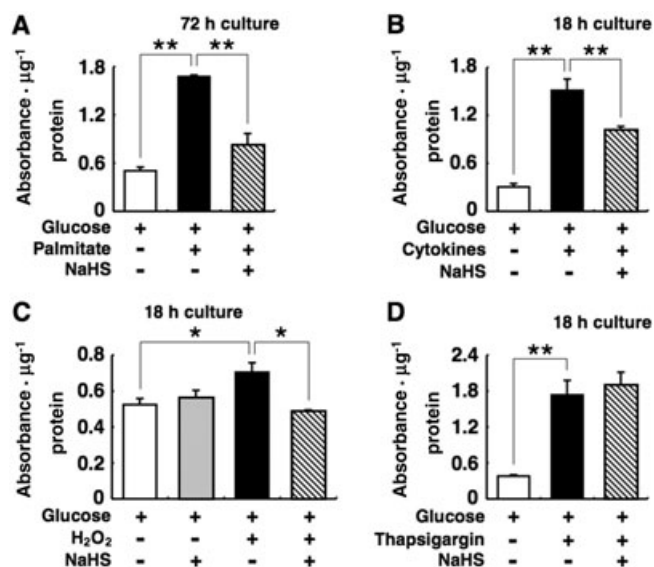 A
72 h culture
** **
Absorbance · µg⁻¹
protein
1.8
1.2
0.6
0
Glucose + + +
Palmitate - + +
NaHS - - +
B
18 h culture
** **
Absorbance · µg⁻¹
protein
1.8
1.2
0.6
0
Glucose + + +
Cytokines - + +
NaHS - - +
C
18 h culture
* *
Absorbance · µg⁻¹
protein
0.8
0.6
0.4
0.2
0
Glucose + + + +
H₂O₂ - - + +
NaHS - + - +
D
18 h culture
**
Absorbance · µg⁻¹
protein
2.4
1.8
1.2
0.6
0
Glucose + + +
Thapsigargin - + +
NaHS - - +